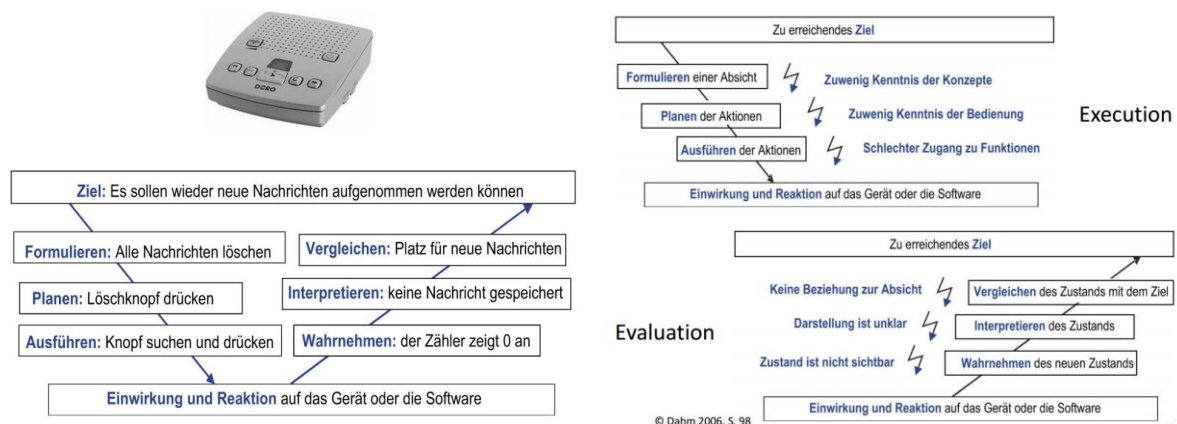 DORO
Ziel: Es sollen wieder neue Nachrichten aufgenommen werden können
Formulieren: Alle Nachrichten löschen
Vergleichen: Platz für neue Nachrichten
Planen: Löschknopf drücken
Interpretieren: keine Nachricht gespeichert
Ausführen: Knopf suchen und drücken
Wahrnehmen: der Zähler zeigt 0 an
Einwirkung und Reaktion auf das Gerät oder die Software
Zu erreichendes Ziel
Formulieren einer Absicht
Zuwenig Kenntnis der Konzepte
Planen der Aktionen
Zuwenig Kenntnis der Bedienung
Execution
Ausführen der Aktionen
Schlechter Zugang zu Funktionen
Einwirkung und Reaktion auf das Gerät oder die Software
Zu erreichendes Ziel
Keine Beziehung zur Absicht
Vergleichen des Zustands mit dem Ziel
Evaluation
Darstellung ist unklar
Interpretieren des Zustands
Zustand ist nicht sichtbar
Wahrnehmen des neuen Zustands
Einwirkung und Reaktion auf das Gerät oder die Software
© Dahm 2006, S. 98